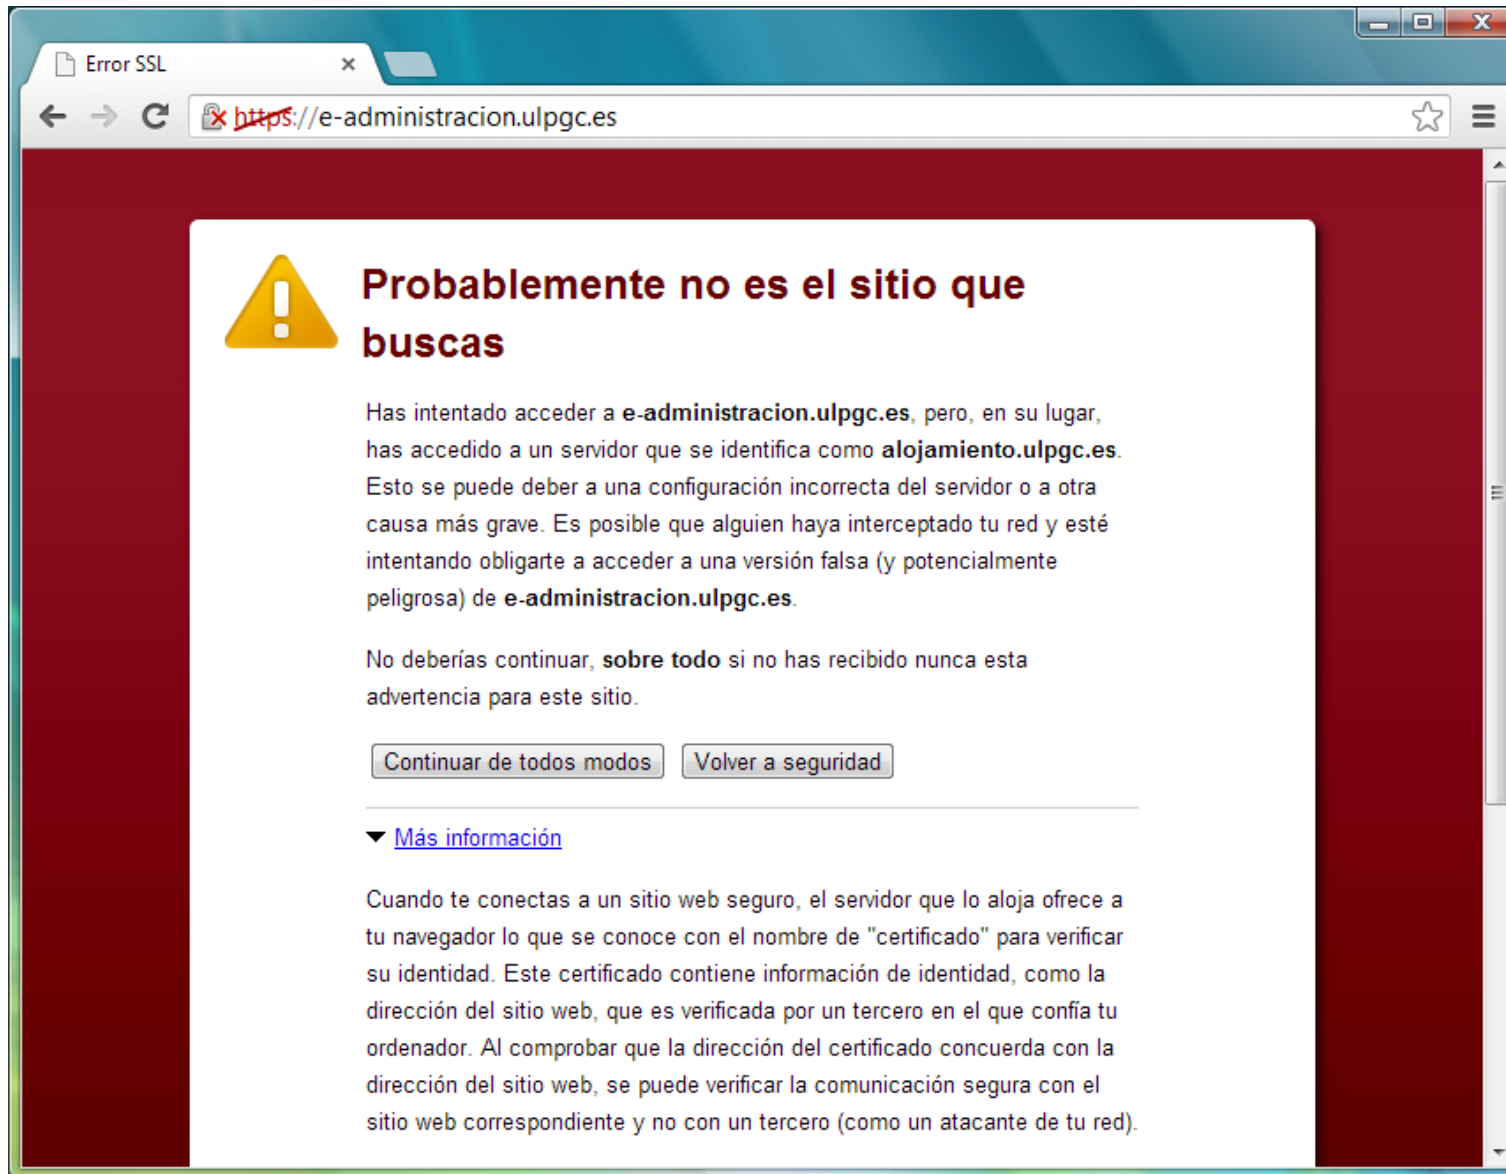 Error SSL
https://e-administracion.ulpgc.es
Probablemente no es el sitio que
buscas
Has intentado acceder a e-administracion.ulpgc.es, pero, en su lugar,
has accedido a un servidor que se identifica como alojamiento.ulpgc.es.
Esto se puede deber a una configuración incorrecta del servidor o a otra
causa más grave. Es posible que alguien haya interceptado tu red y esté
intentando obligarte a acceder a una versión falsa (y potencialmente
peligrosa) de e-administracion.ulpgc.es.
No deberías continuar, sobre todo si no has recibido nunca esta
advertencia para este sitio.
Continuar de todos modos Volver a seguridad
Más información
Cuando te conectas a un sitio web seguro, el servidor que lo aloja ofrece a
tu navegador lo que se conoce con el nombre de "certificado" para verificar
su identidad. Este certificado contiene información de identidad, como la
dirección del sitio web, que es verificada por un tercero en el que confía tu
ordenador. Al comprobar que la dirección del certificado concuerda con la
dirección del sitio web, se puede verificar la comunicación segura con el
sitio web correspondiente y no con un tercero (como un atacante de tu red).